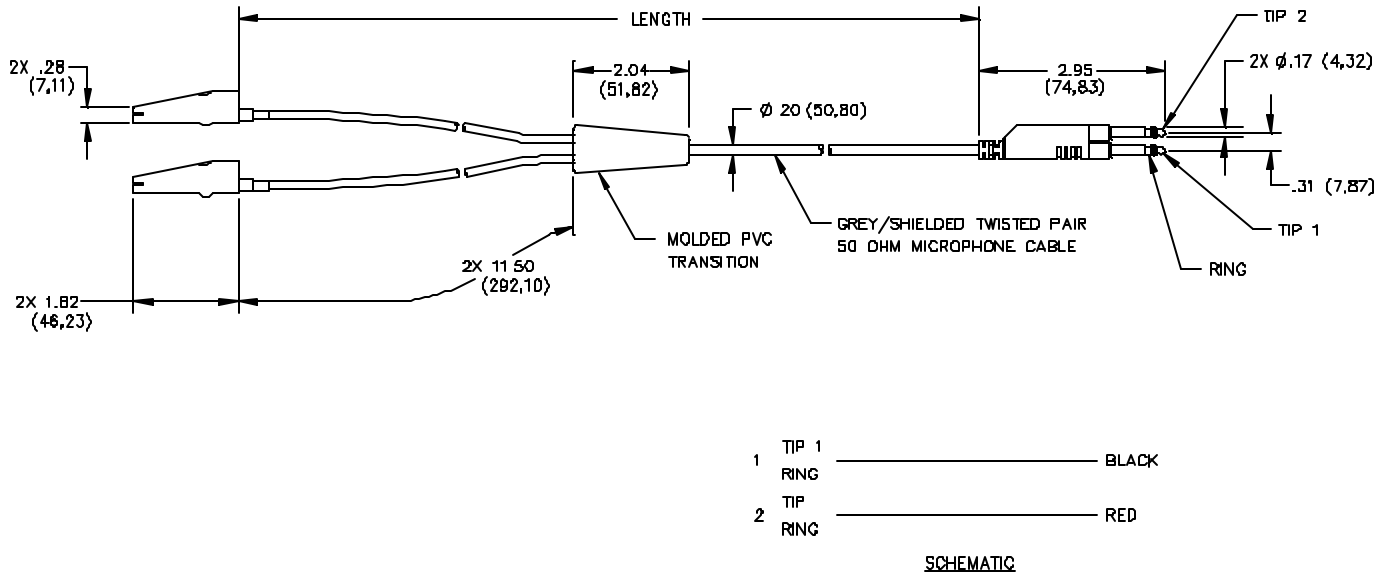 LENGTH
TIP 2
2X .28
(7,11)
2.04
(51,82)
2.95
(74,83)
2X ø.17 (4,32)
Ø 20 (50,80)
.31 (7,87)
GREY/SHIELDED TWISTED PAIR
50 OHM MICROPHONE CABLE
TIP 1
MOLDED PVC
TRANSITION
RING
2X 11 50
(292,10)
2X 1.82
(46,23)
TIP 1
1 BLACK
RING
TIP
2 RED
RING
SCHEMATIC